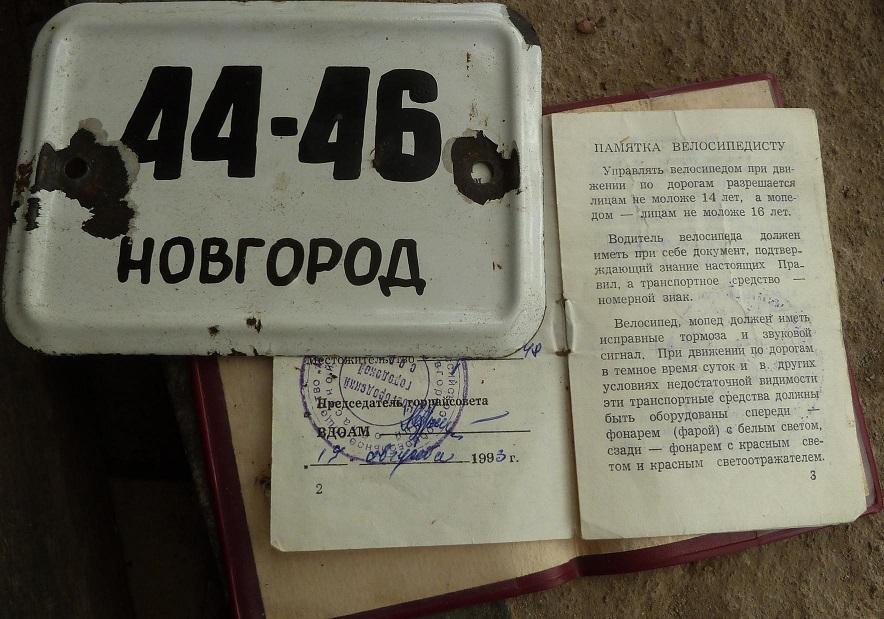 44-46
НОВГОРОД
Местожительство
Председатель горрайсовета
ВДОАМ
19 августа 1993 г.
2
ПАМЯТКА ВЕЛОСИПЕДИСТУ
Управлять велосипедом при дви-
жении по дорогам разрешается
лицам не моложе 14 лет, а мопе-
дом — лицам не моложе 16 лет.
Водитель велосипеда должен
иметь при себе документ, подтвер-
ждающий знание настоящих Пра-
вил, а транспортное средство —
номерной знак.
Велосипед, мопед должен иметь
исправные тормоза и звуковой
сигнал. При движении по дорогам
в темное время суток и в других
условиях недостаточной видимости
эти транспортные средства должны
быть оборудованы спереди —
фонарем (фарой) с белым светом,
сзади — фонарем с красным све-
том и красным светоотражателем.
3